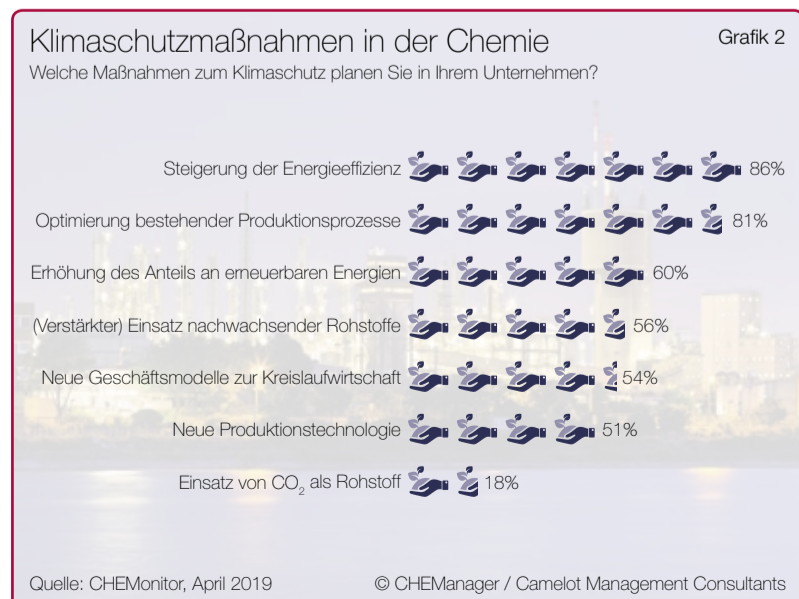 Klimaschutzmaßnahmen in der Chemie
Grafik 2
Welche Maßnahmen zum Klimaschutz planen Sie in Ihrem Unternehmen?
Steigerung der Energieeffizienz 86%
Optimierung bestehender Produktionsprozesse 81%
Erhöhung des Anteils an erneuerbaren Energien 60%
(Verstärkter) Einsatz nachwachsender Rohstoffe 56%
Neue Geschäftsmodelle zur Kreislaufwirtschaft 54%
Neue Produktionstechnologie 51%
Einsatz von CO₂ als Rohstoff 18%
Quelle: CHEMonitor, April 2019
© CHEManager / Camelot Management Consultants